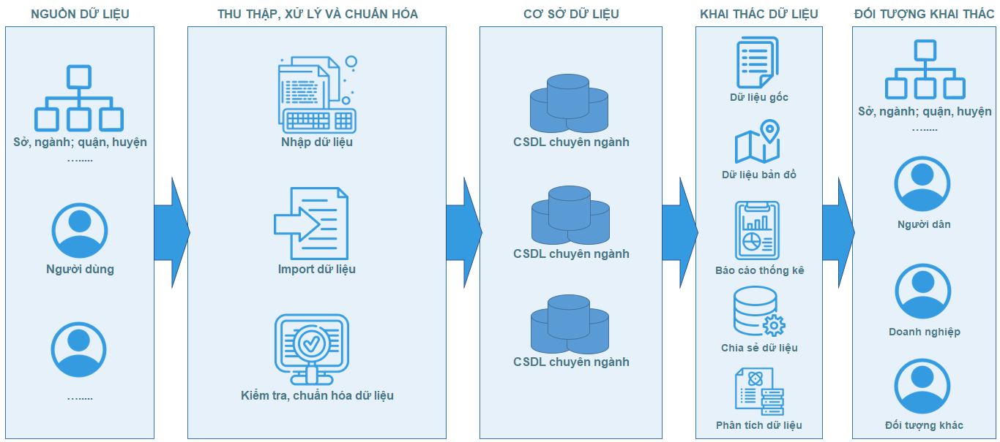 NGUỒN DỮ LIỆU
Sở, ngành; quận, huyện
….....
Người dùng
….....
THU THẬP, XỬ LÝ VÀ CHUẨN HÓA
Nhập dữ liệu
Import dữ liệu
Kiểm tra, chuẩn hóa dữ liệu
CƠ SỞ DỮ LIỆU
CSDL chuyên ngành
CSDL chuyên ngành
CSDL chuyên ngành
KHAI THÁC DỮ LIỆU
Dữ liệu gốc
Dữ liệu bản đồ
Báo cáo thống kê
Chia sẻ dữ liệu
Phân tích dữ liệu
ĐỐI TƯỢNG KHAI THÁC
Sở, ngành; quận, huyện
….....
Người dân
Doanh nghiệp
Đối tượng khác